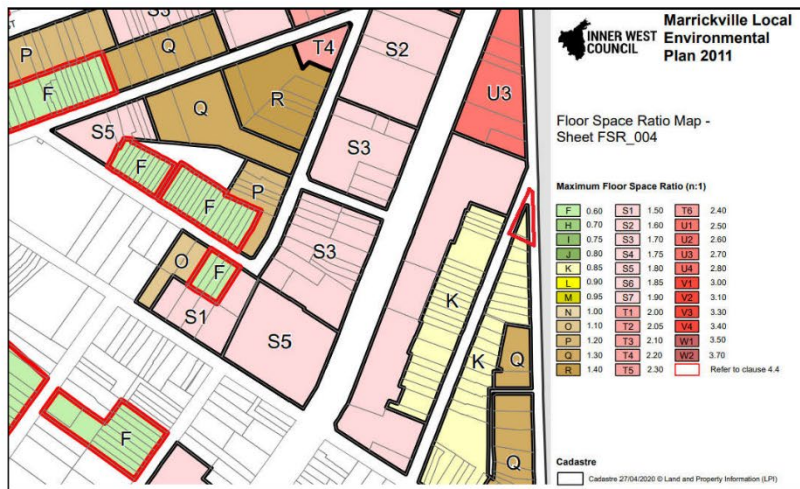 INNER WEST
COUNCIL
Marrickville Local
Environmental
Plan 2011
Floor Space Ratio Map -
Sheet FSR_004
Maximum Floor Space Ratio (n:1)
F 0.60 S1 1.50 T6 2.40
H 0.70 S2 1.60 U1 2.50
I 0.75 S3 1.70 U2 2.60
J 0.80 S4 1.75 U3 2.70
K 0.85 S5 1.80 U4 2.80
L 0.90 S6 1.85 V1 3.00
M 0.95 S7 1.90 V2 3.10
N 1.00 T1 2.00 V3 3.30
O 1.10 T2 2.05 V4 3.40
P 1.20 T3 2.10 W1 3.50
Q 1.30 T4 2.20 W2 3.70
R 1.40 T5 2.30 Refer to clause 4.4
Cadastre
Cadastre 27/04/2020 © Land and Property Information (LPI)
S3
T4
S2
P
Q
F
Q
R
U3
S5
S3
F
F
P
O
F
S3
S1
S5
K
K
Q
F
Q